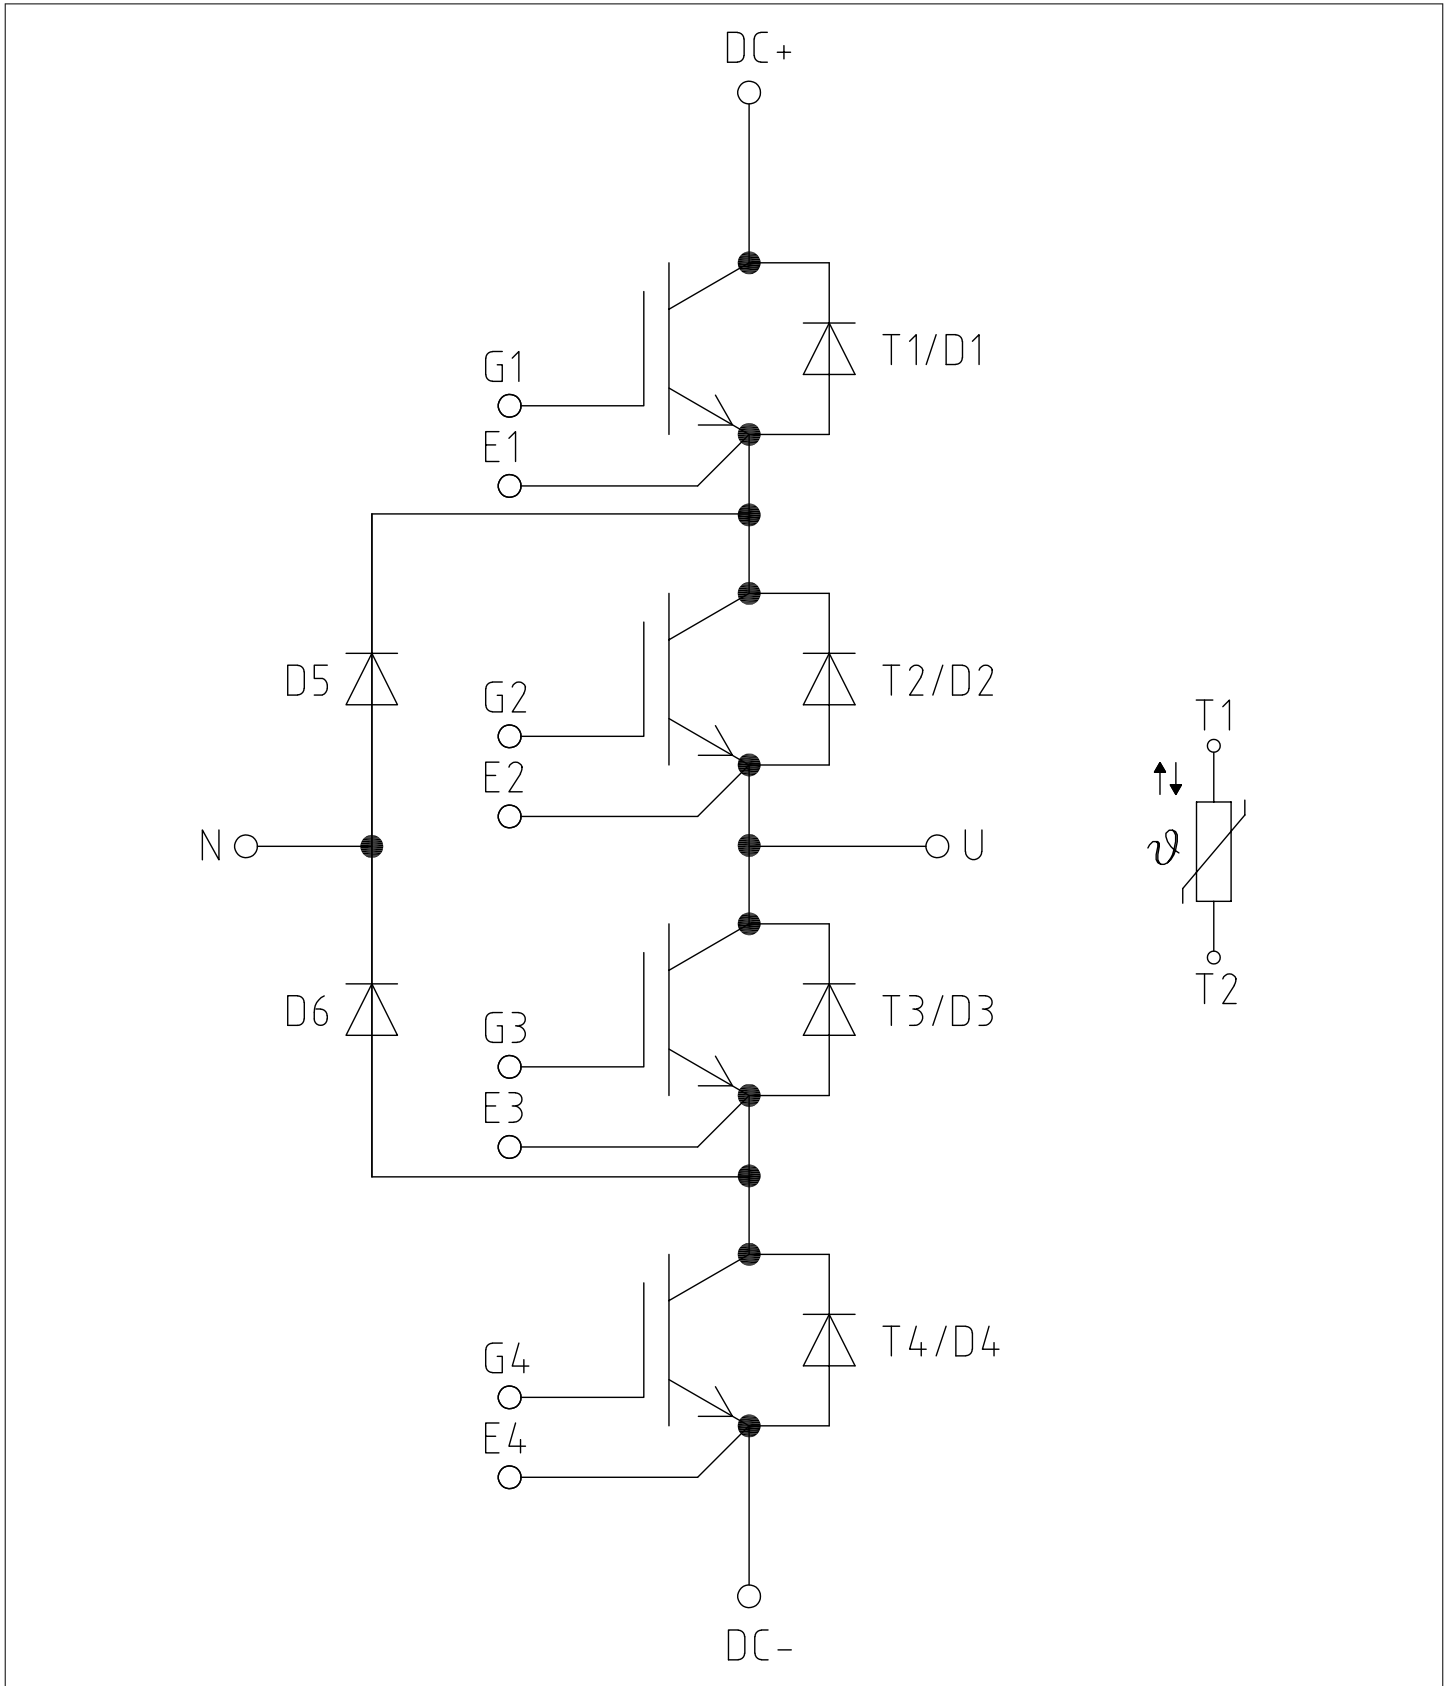 DC+
G1
T1/D1
E1
D5
G2
T2/D2
E2
T1
N
U
ϑ
T2
D6
G3
T3/D3
E3
G4
T4/D4
E4
DC-